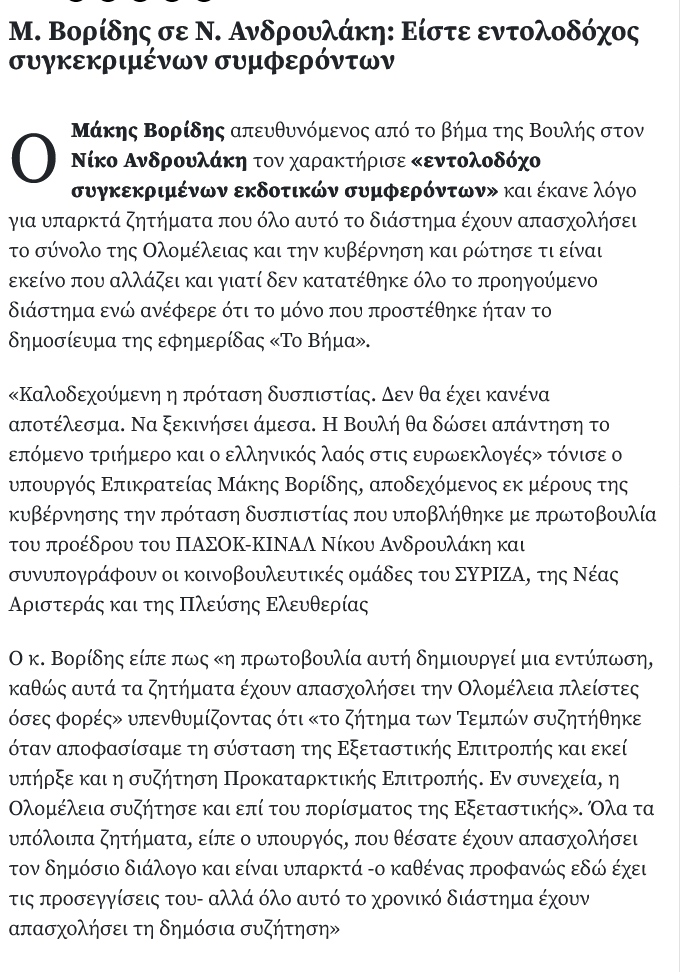 Μ. Βορίδης σε Ν. Ανδρουλάκη: Είστε εντολοδόχος
συγκεκριμένων συμφερόντων
Ο Μάκης Βορίδης απευθυνόμενος από το βήμα της Βουλής στον
Νίκο Ανδρουλάκη τον χαρακτήρισε «εντολοδόχο
συγκεκριμένων εκδοτικών συμφερόντων» και έκανε λόγο
για υπαρκτά ζητήματα που όλο αυτό το διάστημα έχουν απασχολήσει
το σύνολο της Ολομέλειας και την κυβέρνηση και ρώτησε τι είναι
εκείνο που αλλάζει και γιατί δεν κατατέθηκε όλο το προηγούμενο
διάστημα ενώ ανέφερε ότι το μόνο που προστέθηκε ήταν το
δημοσίευμα της εφημερίδας «Το Βήμα».
«Καλοδεχούμενη η πρόταση δυσπιστίας. Δεν θα έχει κανένα
αποτέλεσμα. Να ξεκινήσει άμεσα. Η Βουλή θα δώσει απάντηση το
επόμενο τριήμερο και ο ελληνικός λαός στις ευρωεκλογές» τόνισε ο
υπουργός Επικρατείας Μάκης Βορίδης, αποδεχόμενος εκ μέρους της
κυβέρνησης την πρόταση δυσπιστίας που υποβλήθηκε με πρωτοβουλία
του προέδρου του ΠΑΣΟΚ-ΚΙΝΑΛ Νίκου Ανδρουλάκη και
συνυπογράφουν οι κοινοβουλευτικές ομάδες του ΣΥΡΙΖΑ, της Νέας
Αριστεράς και της Πλεύσης Ελευθερίας
Ο κ. Βορίδης είπε πως «η πρωτοβουλία αυτή δημιουργεί μια εντύπωση,
καθώς αυτά τα ζητήματα έχουν απασχολήσει την Ολομέλεια πλείστες
όσες φορές» υπενθυμίζοντας ότι «το ζήτημα των Τεμπών συζητήθηκε
όταν αποφασίσαμε τη σύσταση της Εξεταστικής Επιτροπής και εκεί
υπήρξε και η συζήτηση Προκαταρκτικής Επιτροπής. Εν συνεχεία, η
Ολομέλεια συζήτησε και επί του πορίσματος της Εξεταστικής». Όλα τα
υπόλοιπα ζητήματα, είπε ο υπουργός, που θέσατε έχουν απασχολήσει
τον δημόσιο διάλογο και είναι υπαρκτά -ο καθένας προφανώς εδώ έχει
τις προσεγγίσεις του- αλλά όλο αυτό το χρονικό διάστημα έχουν
απασχολήσει τη δημόσια συζήτηση»